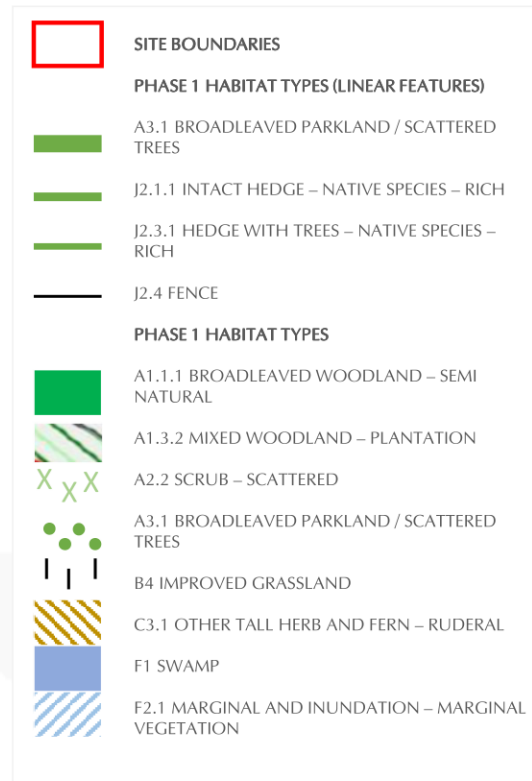 SITE BOUNDARIES
PHASE 1 HABITAT TYPES (LINEAR FEATURES)
A3.1 BROADLEAVED PARKLAND / SCATTERED
TREES
J2.1.1 INTACT HEDGE – NATIVE SPECIES – RICH
J2.3.1 HEDGE WITH TREES – NATIVE SPECIES –
RICH
J2.4 FENCE
PHASE 1 HABITAT TYPES
A1.1.1 BROADLEAVED WOODLAND – SEMI
NATURAL
A1.3.2 MIXED WOODLAND – PLANTATION
A2.2 SCRUB – SCATTERED
A3.1 BROADLEAVED PARKLAND / SCATTERED
TREES
B4 IMPROVED GRASSLAND
C3.1 OTHER TALL HERB AND FERN – RUDERAL
F1 SWAMP
F2.1 MARGINAL AND INUNDATION – MARGINAL
VEGETATION